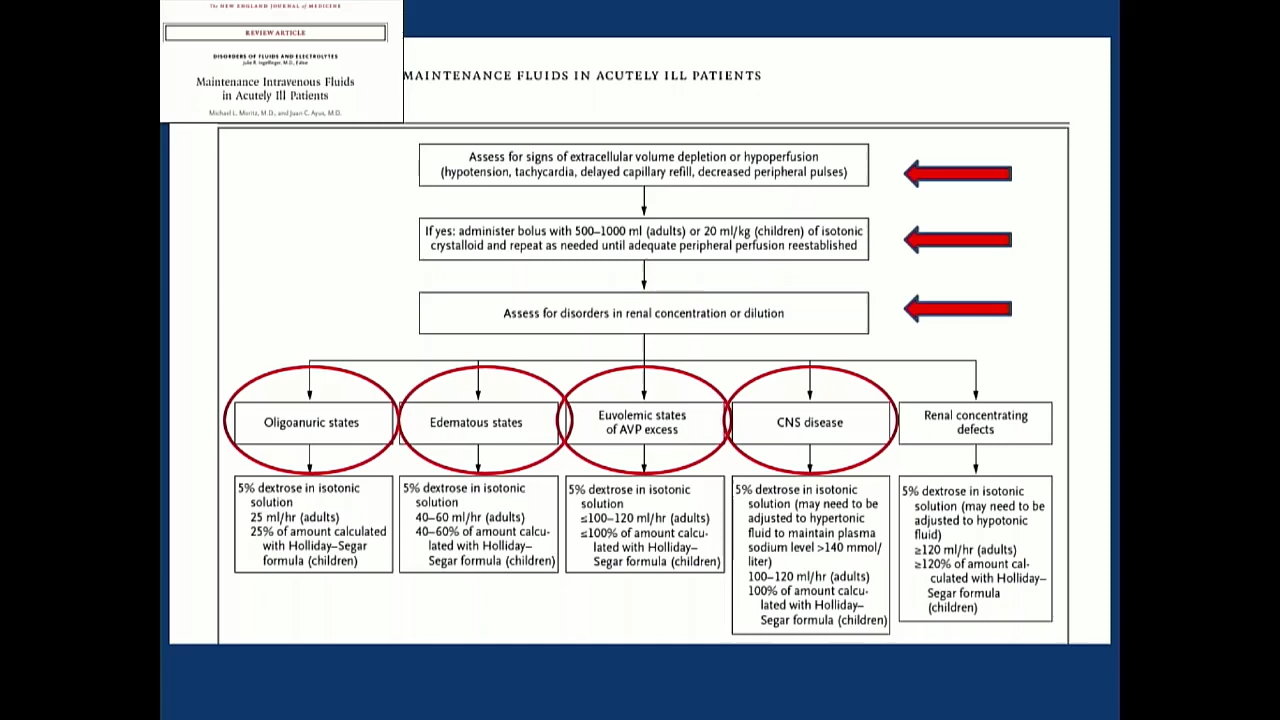 The NEW ENGLAND JOURNAL of MEDICINE
REVIEW ARTICLE
DISORDERS OF FLUIDS AND ELECTROLYTES
Julie R. Ingelfinger, M.D., Editor
Maintenance Intravenous Fluids
in Acutely Ill Patients
Michael L. Moritz, M.D., and Juan C. Ayus, M.D.
MAINTENANCE FLUIDS IN ACUTELY ILL PATIENTS
Assess for signs of extracellular volume depletion or hypoperfusion
(hypotension, tachycardia, delayed capillary refill, decreased peripheral pulses)
If yes: administer bolus with 500–1000 ml (adults) or 20 ml/kg (children) of isotonic
crystalloid and repeat as needed until adequate peripheral perfusion reestablished
Assess for disorders in renal concentration or dilution
Oligoanuric states
Edematous states
Euvolemic states
of AVP excess
CNS disease
Renal concentrating
defects
5% dextrose in isotonic
solution
25 ml/hr (adults)
25% of amount calculated
with Holliday–Segar
formula (children)
5% dextrose in isotonic
solution
40–60 ml/hr (adults)
40–60% of amount calcu-
lated with Holliday–
Segar formula (children)
5% dextrose in isotonic
solution
≤100–120 ml/hr (adults)
≤100% of amount calcu-
lated with Holliday–
Segar formula (children)
5% dextrose in isotonic
solution (may need to be
adjusted to hypertonic
fluid to maintain plasma
sodium level >140 mmol/
liter)
100–120 ml/hr (adults)
100% of amount calcu-
lated with Holliday–
Segar formula (children)
5% dextrose in isotonic
solution (may need to be
adjusted to hypotonic
fluid)
≥120 ml/hr (adults)
≥120% of amount cal-
culated with Holliday–
Segar formula
(children)